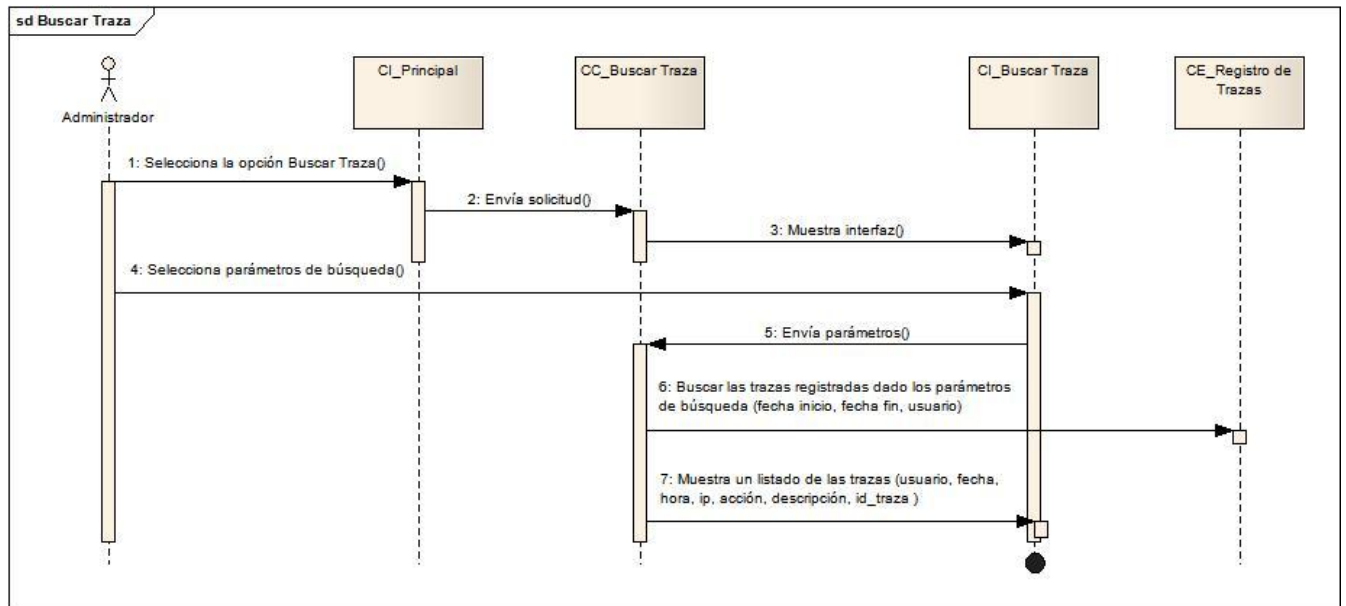 sd Buscar Traza
Administrador
CI_Principal
CC_Buscar Traza
CI_Buscar Traza
CE_Registro de
Trazas
1: Selecciona la opción Buscar Traza()
2: Envía solicitud()
3: Muestra interfaz()
4: Selecciona parámetros de búsqueda()
5: Envía parámetros()
6: Buscar las trazas registradas dado los parámetros
de búsqueda (fecha inicio, fecha fin, usuario)
7: Muestra un listado de las trazas (usuario, fecha,
hora, ip, acción, descripción, id_traza )